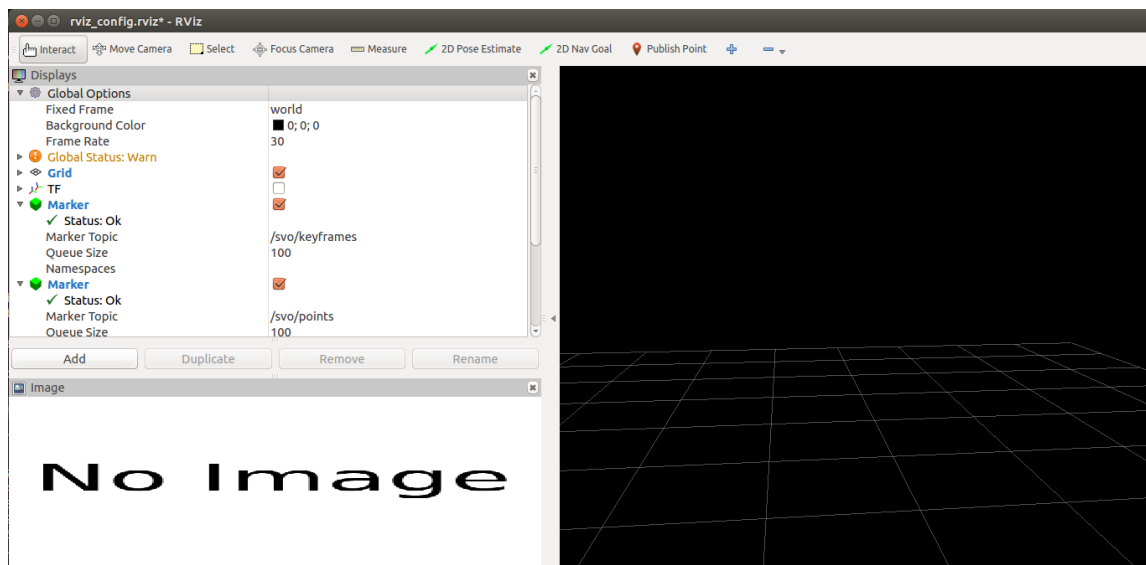 rviz_config.rviz* - RViz
Interact Move Camera Select Focus Camera Measure 2D Pose Estimate 2D Nav Goal Publish Point
Displays
Global Options
Fixed Frame world
Background Color 0; 0; 0
Frame Rate 30
Global Status: Warn
Grid
TF
Marker
Status: Ok
Marker Topic /svo/keyframes
Queue Size 100
Namespaces
Marker
Status: Ok
Marker Topic /svo/points
Queue Size 100
Add Duplicate Remove Rename
Image
No Image